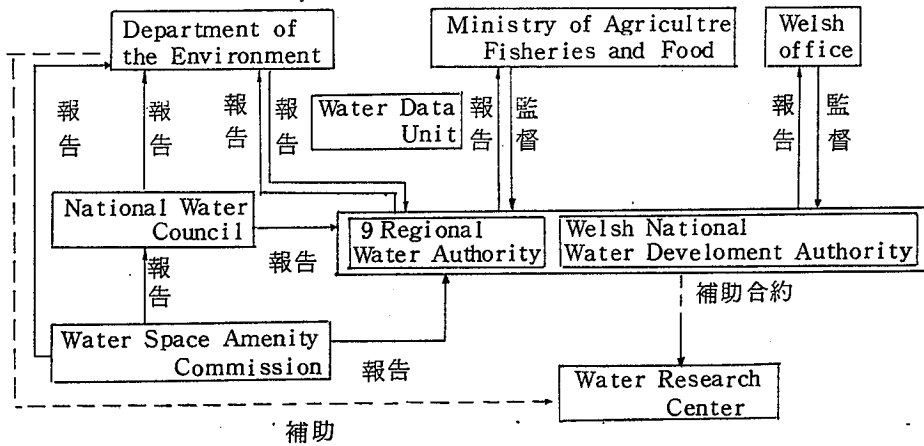 Department of
the Environment
Ministry of Agricultre
Fisheries and Food
Welsh
office
報告
報告
報告
報告
Water Data
Unit
報告
監督
報告
監督
National Water
Council
報告
9 Regional
Water Authority
Welsh National
Water Develoment Authority
報告
補助合約
Water Space Amenity
Commission
報告
Water Research
Center
補助